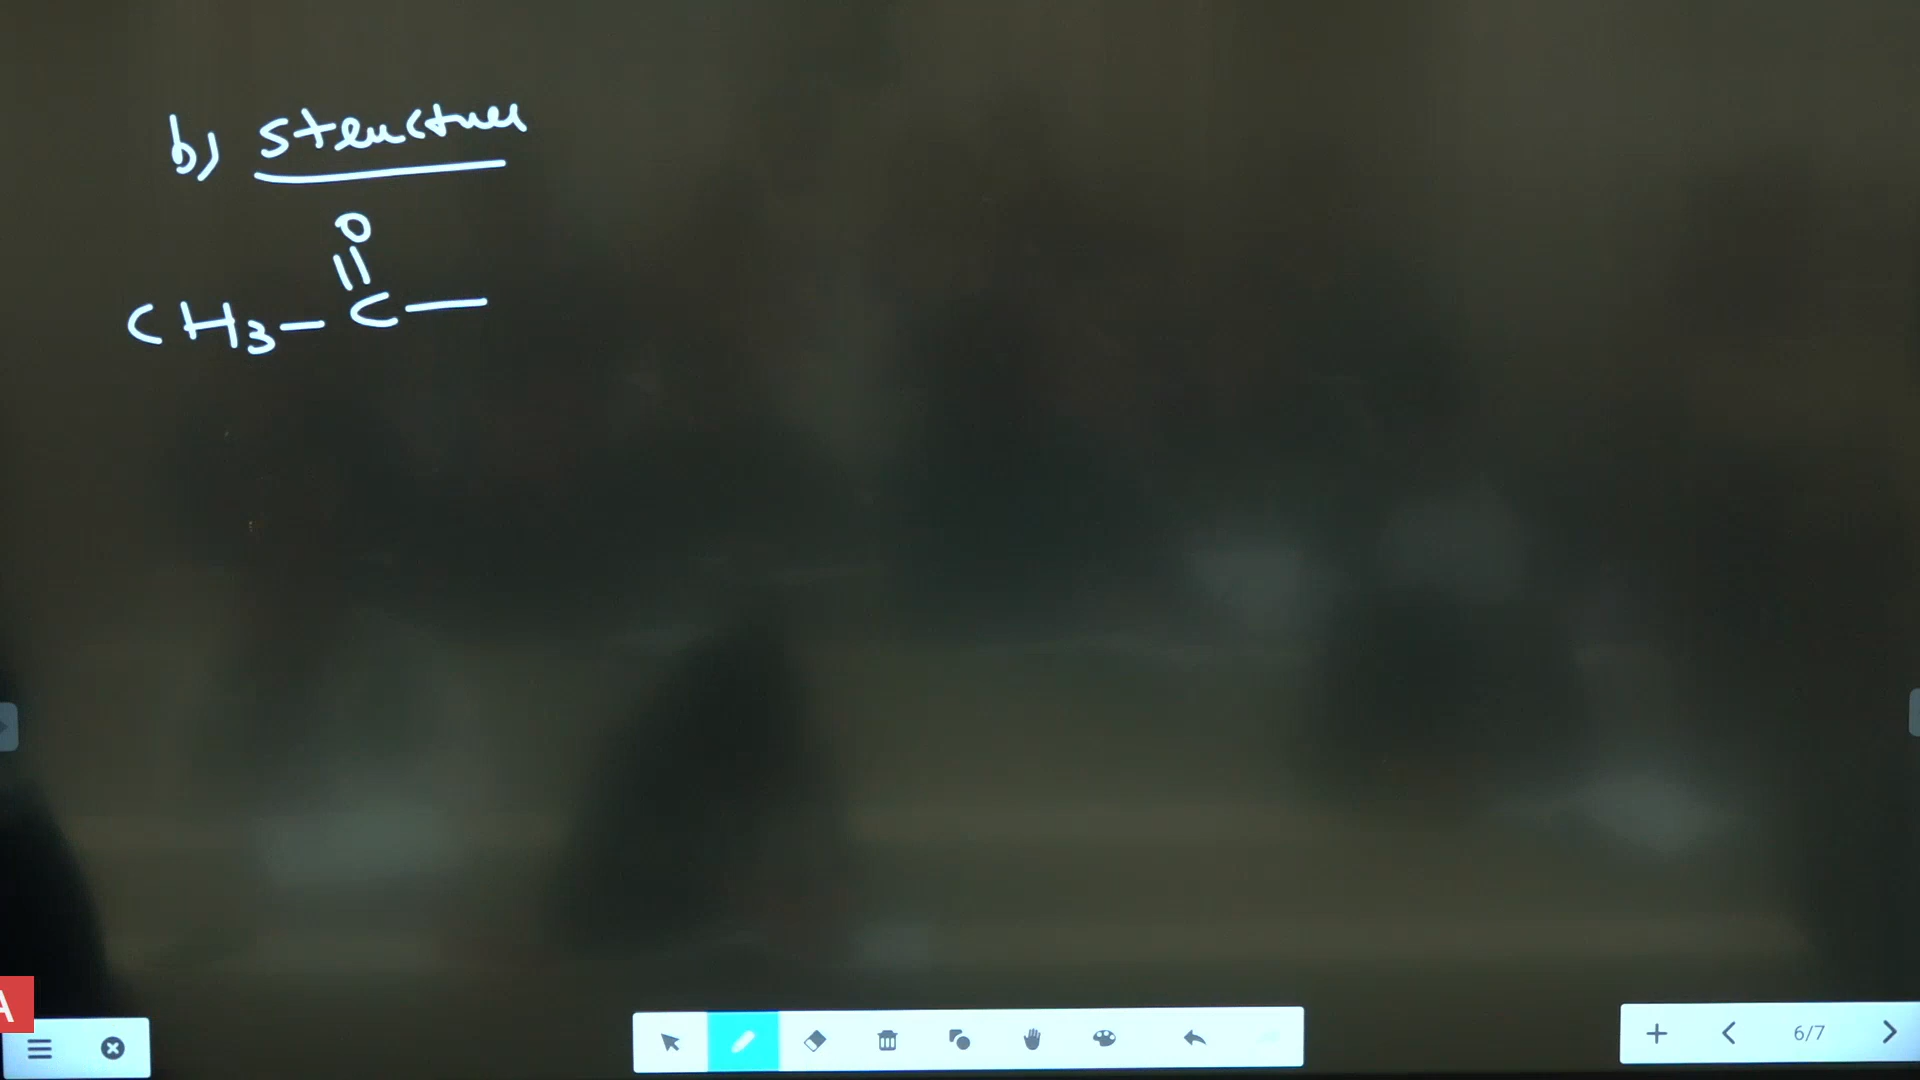 b) Structure
O
||
CH3-C-
A
6/7